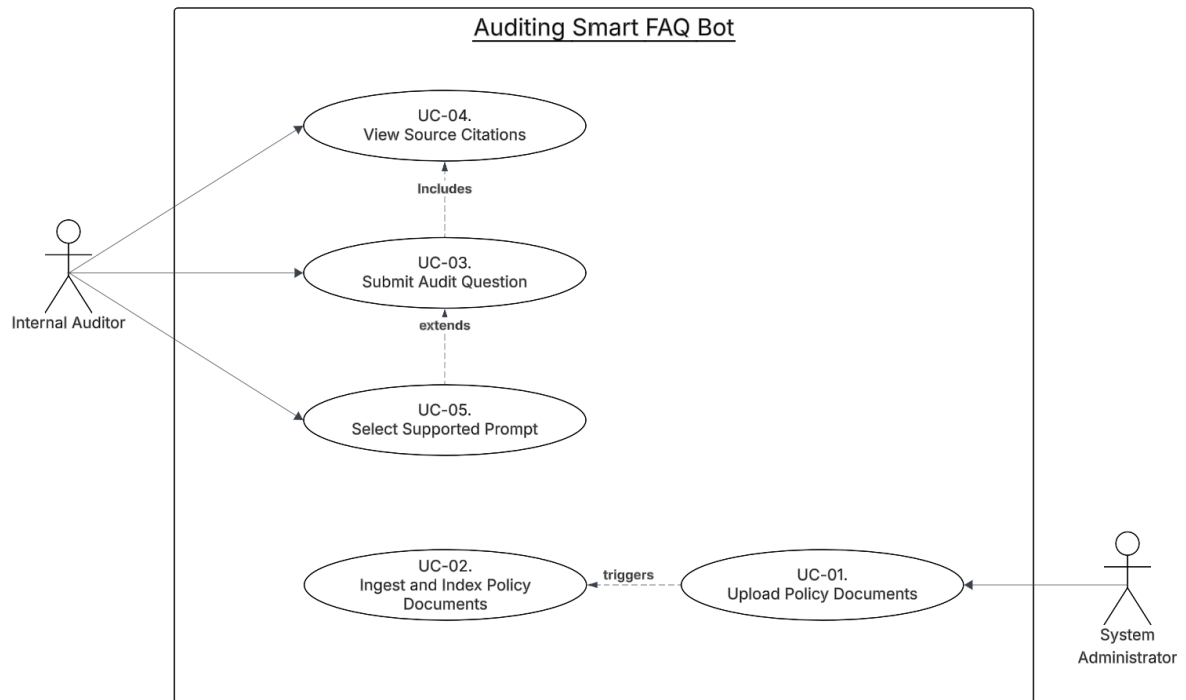 Auditing Smart FAQ Bot
UC-04.
View Source Citations
Includes
UC-03.
Submit Audit Question
Internal Auditor
extends
UC-05.
Select Supported Prompt
UC-02.
Ingest and Index Policy
Documents
triggers
UC-01.
Upload Policy Documents
System
Administrator